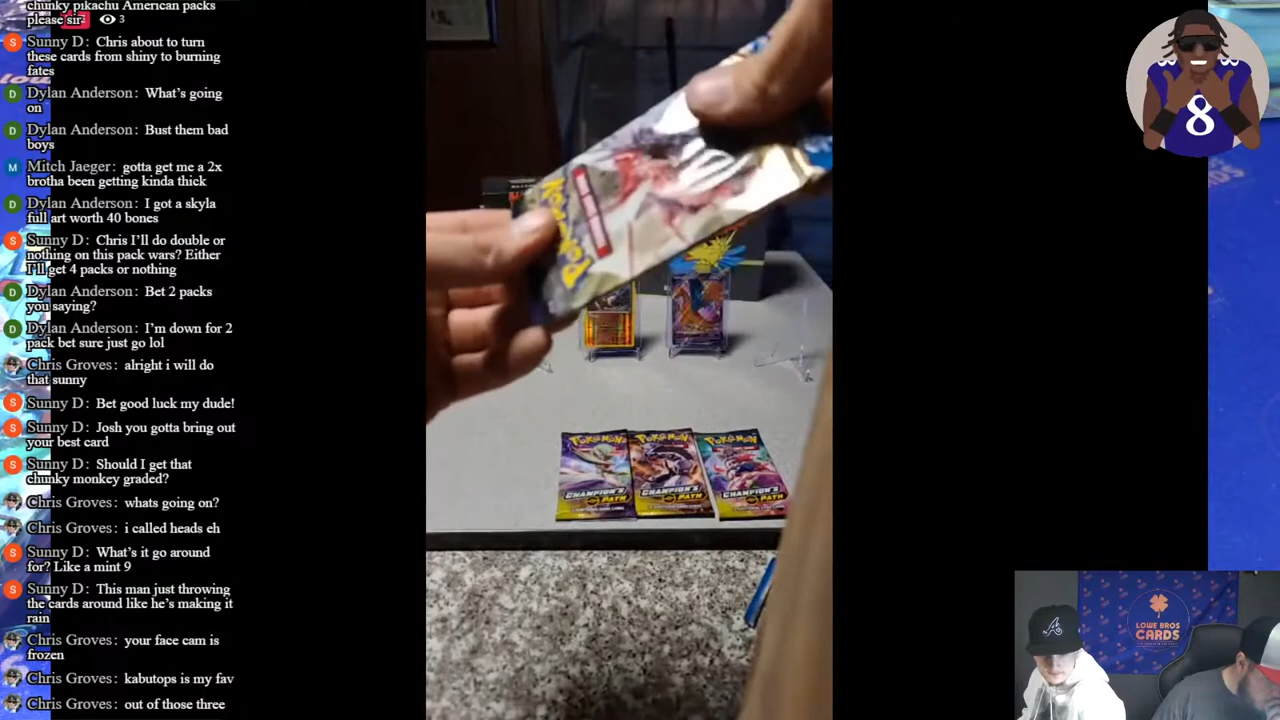 chunky pikachu American packs
please sir
3
Sunny D: Chris about to turn
these cards from shiny to burning
fates
Dylan Anderson: What's going
on
Dylan Anderson: Bust them bad
boys
Mitch Jaeger: gotta get me a 2x
brotha been getting kinda thick
Dylan Anderson: I got a skyla
full art worth 40 bones
Sunny D: Chris I'll do double or
nothing on this pack wars? Either
I'll get 4 packs or nothing
Dylan Anderson: Bet 2 packs
you saying?
Dylan Anderson: I'm down for 2
pack bet sure just go lol
Chris Groves: alright i will do
that sunny
Sunny D: Bet good luck my dude!
Sunny D: Josh you gotta bring out
your best card
Sunny D: Should I get that
chunky monkey graded?
Chris Groves: whats going on?
Chris Groves: i called heads eh
Sunny D: What's it go around
for? Like a mint 9
Sunny D: This man just throwing
the cards around like he's making it
rain
Chris Groves: your face cam is
frozen
Chris Groves: kabutops is my fav
Chris Groves: out of those three
Pokémon
Pokémon
Pokémon
Pokémon
CHAMPION'S
PATH
CHAMPION'S
PATH
CHAMPION'S
PATH
8
A
LOWE BROS
CARDS